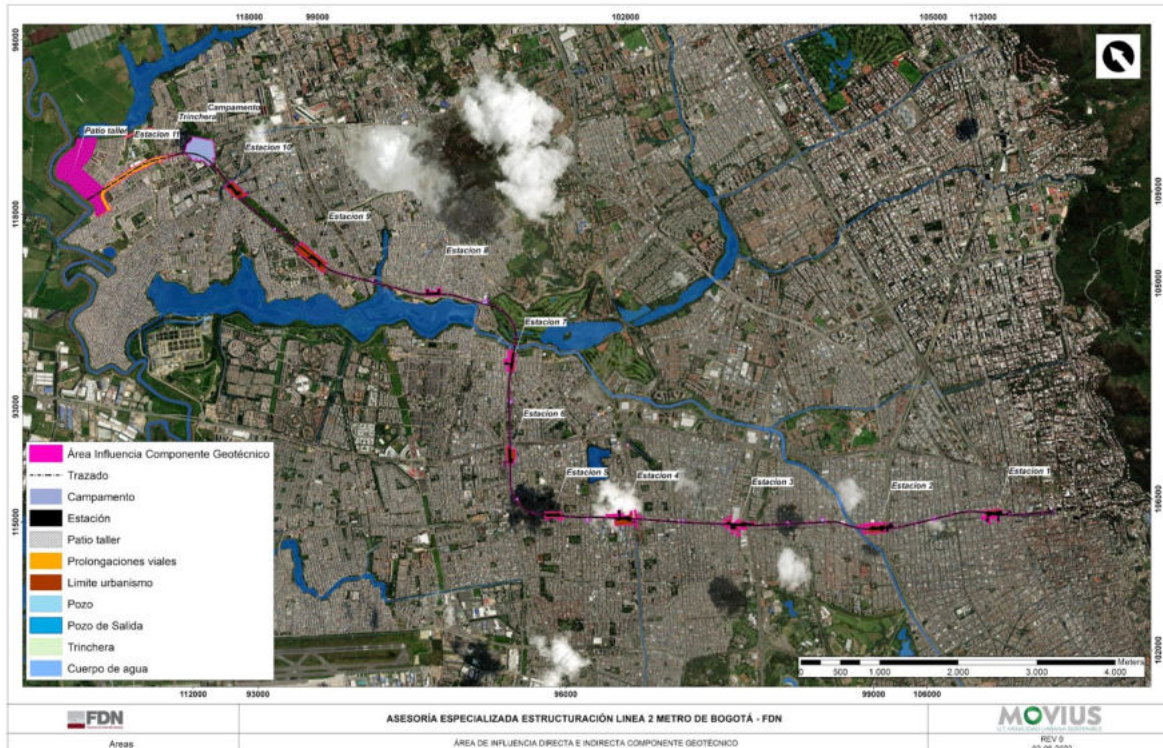 118000 99000 102000 105000 112000
96000
118000
93000
115000
109000
105000
106000
102000
Patio taller
Estacion 11
Trinchera
Campamento
Estacion 10
Estacion 9
Estacion 8
Estacion 7
Estacion 6
Estacion 5
Estacion 4
Estacion 3
Estacion 2
Estacion 1
Área Influencia Componente Geotécnico
Trazado
Campamento
Estación
Patio taller
Prolongaciones viales
Limite urbanismo
Pozo
Pozo de Salida
Trinchera
Cuerpo de agua
Meters
0 500 1.000 2.000 3.000 4.000
112000 93000 96000 99000 106000
FDN
ASESORÍA ESPECIALIZADA ESTRUCTURACIÓN LINEA 2 METRO DE BOGOTÁ - FDN
MOVIUS
U.T. MOVILIDAD URBANA SOSTENIBLE
Areas
ÁREA DE INFLUENCIA DIRECTA E INDIRECTA COMPONENTE GEOTÉCNICO
REV 0